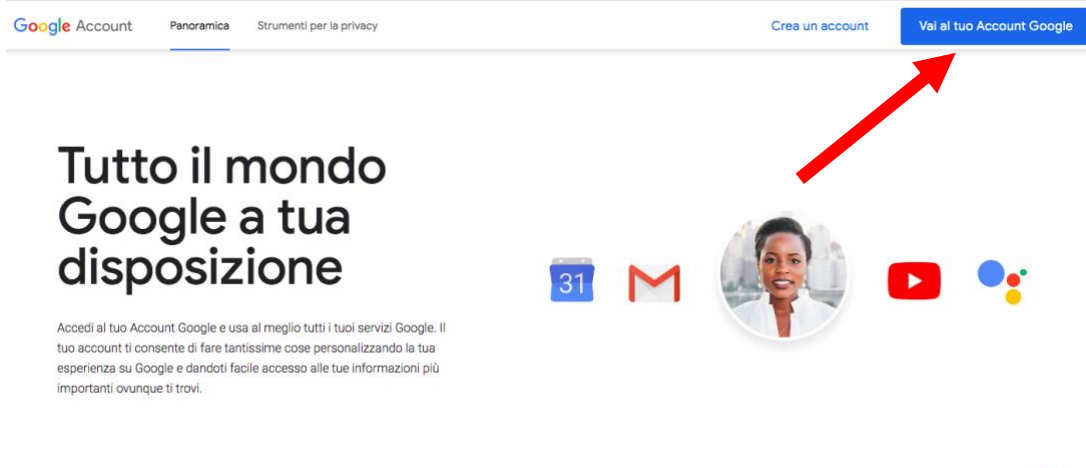 Google Account Panoramica Strumenti per la privacy Crea un account Vai al tuo Account Google
Tutto il mondo
Google a tua
disposizione
31
Accedi al tuo Account Google e usa al meglio tutti i tuoi servizi Google. Il
tuo account ti consente di fare tantissime cose personalizzando la tua
esperienza su Google e dandoti facile accesso alle tue informazioni più
importanti ovunque ti trovi.